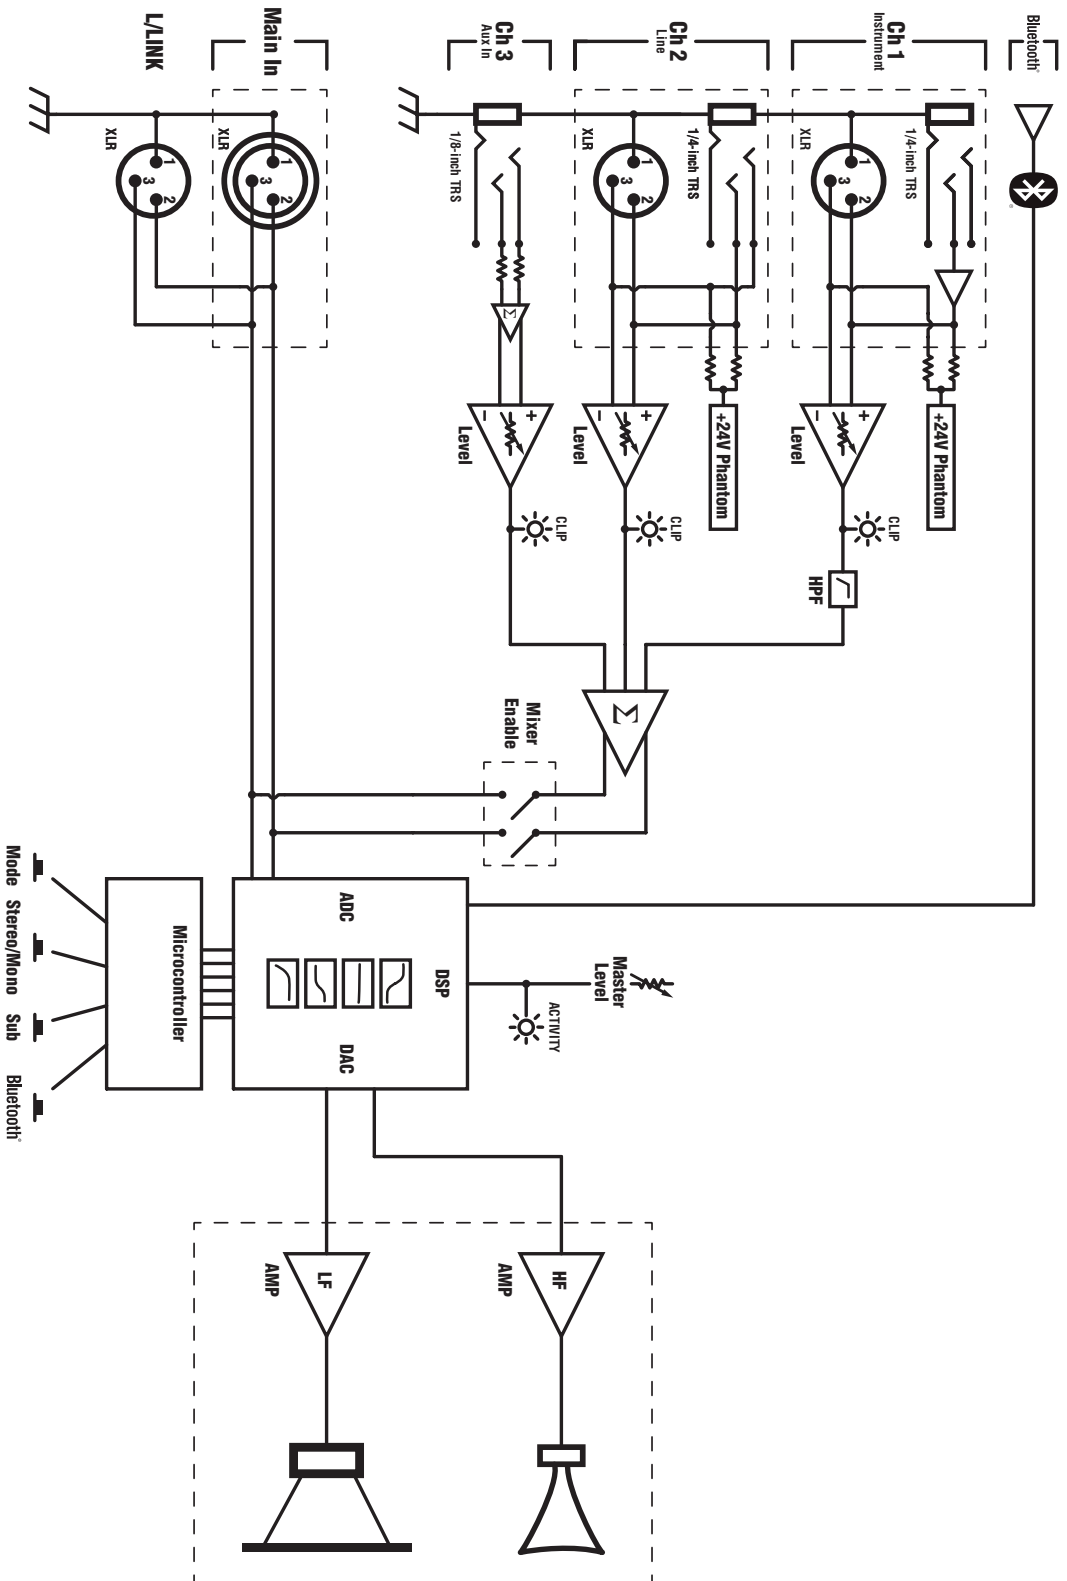 Bluetooth®
Ch 1
Instrument
1/4-inch TRS
XLR
1
2
3
+24V Phantom
+
–
Level
CLIP
HPF
Ch 2
Line
1/4-inch TRS
XLR
1
2
3
+24V Phantom
+
–
Level
CLIP
Ch 3
Aux In
1/8-inch TRS
Σ
+
–
Level
CLIP
Σ
Mixer
Enable
Main In
XLR
1
2
3
L/LINK
XLR
1
2
3
Master
Level
ACTIVITY
DSP
ADC
DAC
Microcontroller
Mode
Stereo/Mono
Sub
Bluetooth®
HF
AMP
LF
AMP